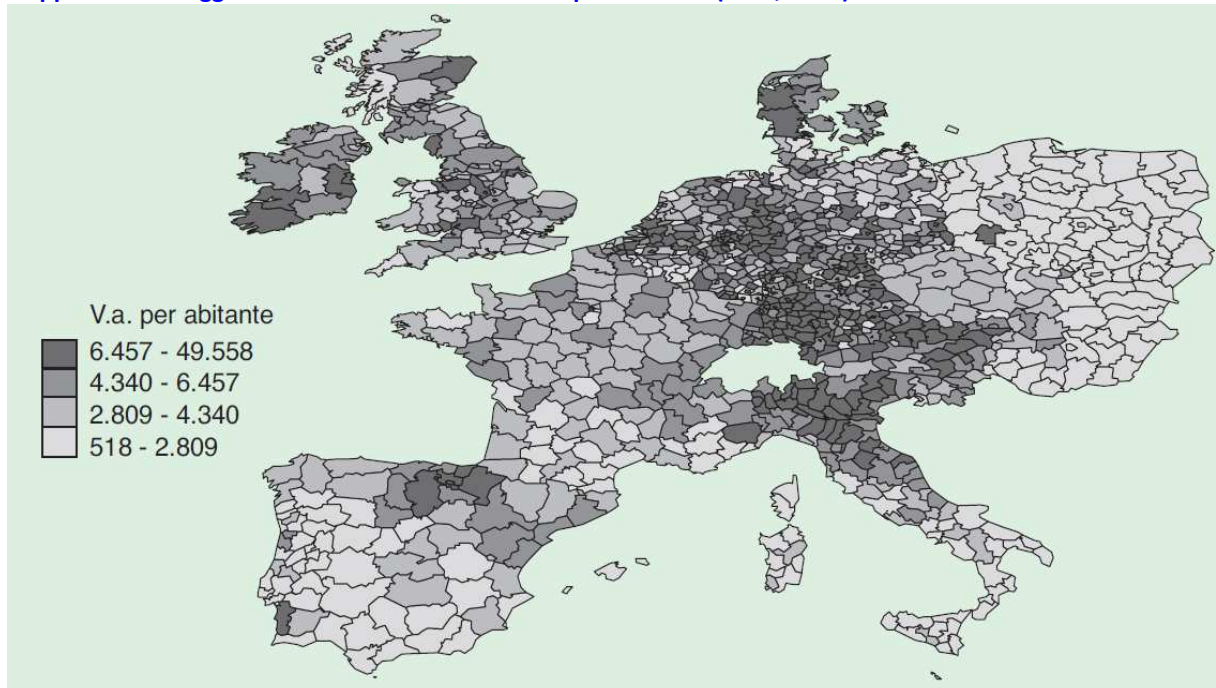 V.a. per abitante
6.457 - 49.558
4.340 - 6.457
2.809 - 4.340
518 - 2.809